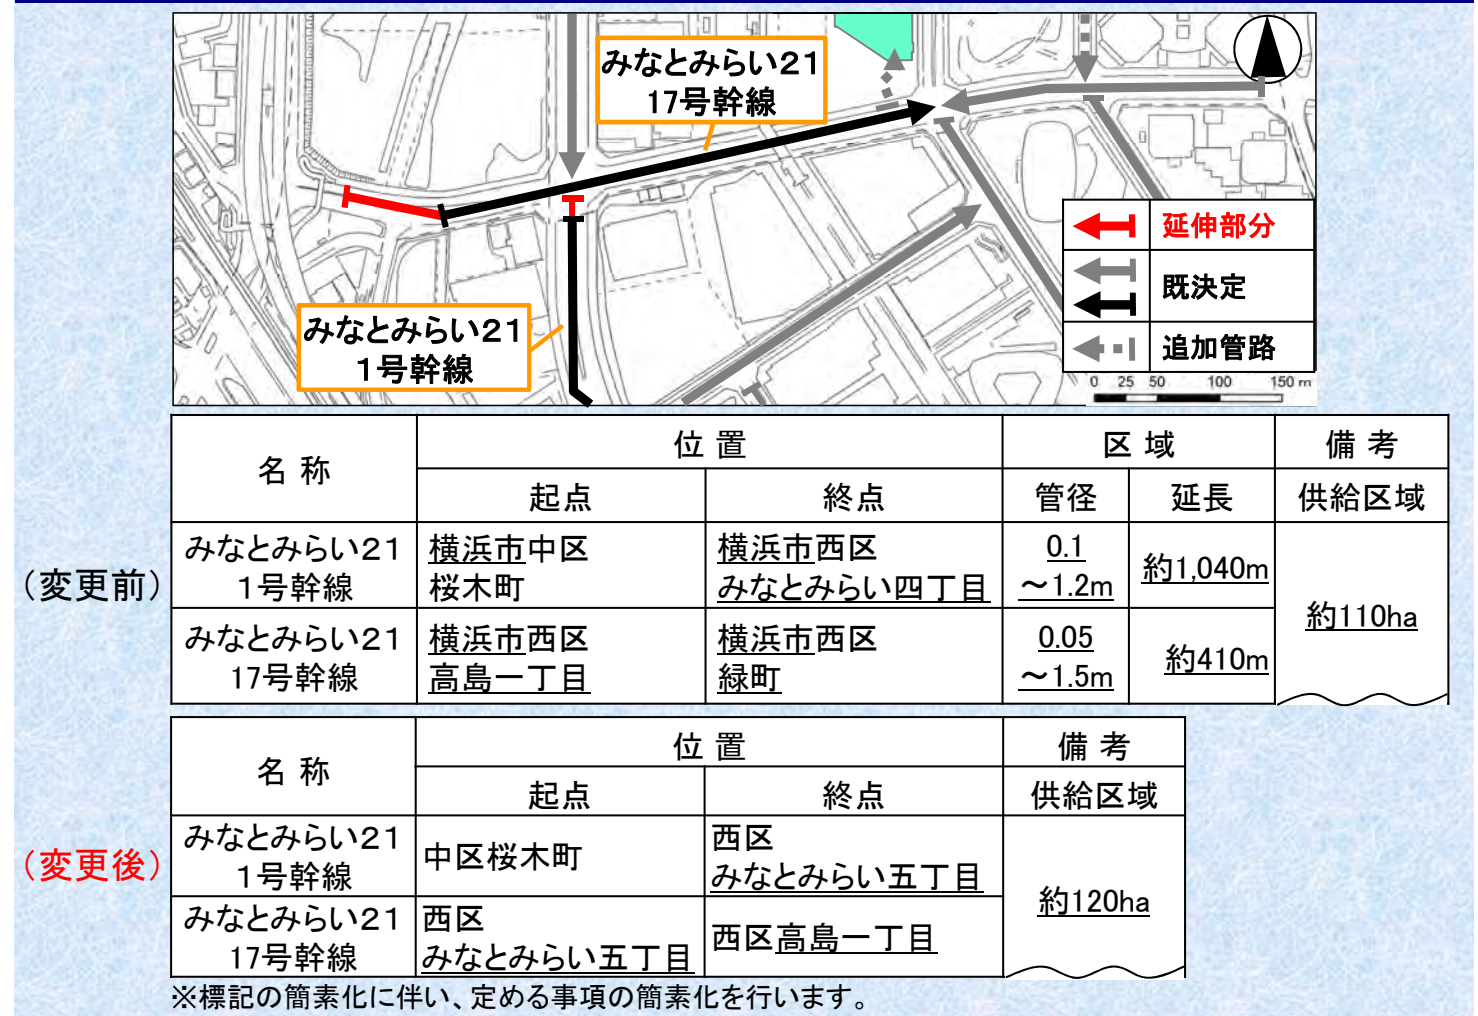 みなとみらい21
17号幹線
みなとみらい21
1号幹線
延伸部分
既決定
追加管路
0 25 50 100 150 m
名 称
位 置
区 域
備 考
起点
終点
管径
延長
供給区域
(変更前)
みなとみらい21
1号幹線
横浜市中区
桜木町
横浜市西区
みなとみらい四丁目
0.1
～1.2m
約1,040m
約110ha
みなとみらい21
17号幹線
横浜市西区
高島一丁目
横浜市西区
緑町
0.05
～1.5m
約410m
名 称
位 置
備 考
起点
終点
供給区域
(変更後)
みなとみらい21
1号幹線
中区桜木町
西区
みなとみらい五丁目
約120ha
みなとみらい21
17号幹線
西区
みなとみらい五丁目
西区高島一丁目
※標記の簡素化に伴い、定める事項の簡素化を行います。